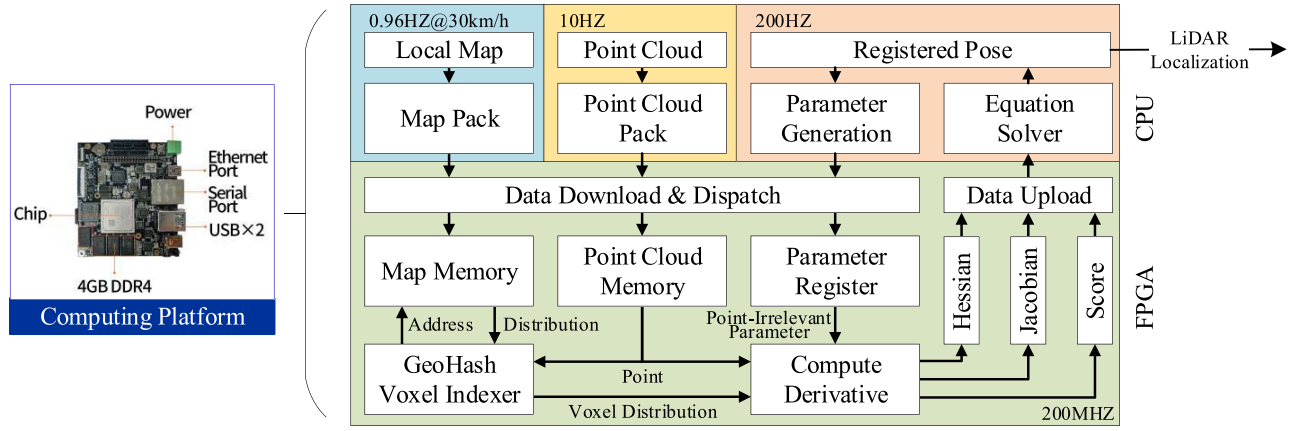 Power
Ethernet
Port
Serial
Port
Chip
USB×2
4GB DDR4
Computing Platform
0.96HZ@30km/h
10HZ
200HZ
Local Map
Point Cloud
Registered Pose
LiDAR
Localization
Map Pack
Point Cloud
Pack
Parameter
Generation
Equation
Solver
CPU
Data Download & Dispatch
Data Upload
Map Memory
Point Cloud
Memory
Parameter
Register
Hessian
Jacobian
Score
FPGA
Address
Distribution
Point-Irrelevant
Parameter
GeoHash
Voxel Indexer
Point
Compute
Derivative
Voxel Distribution
200MHZ